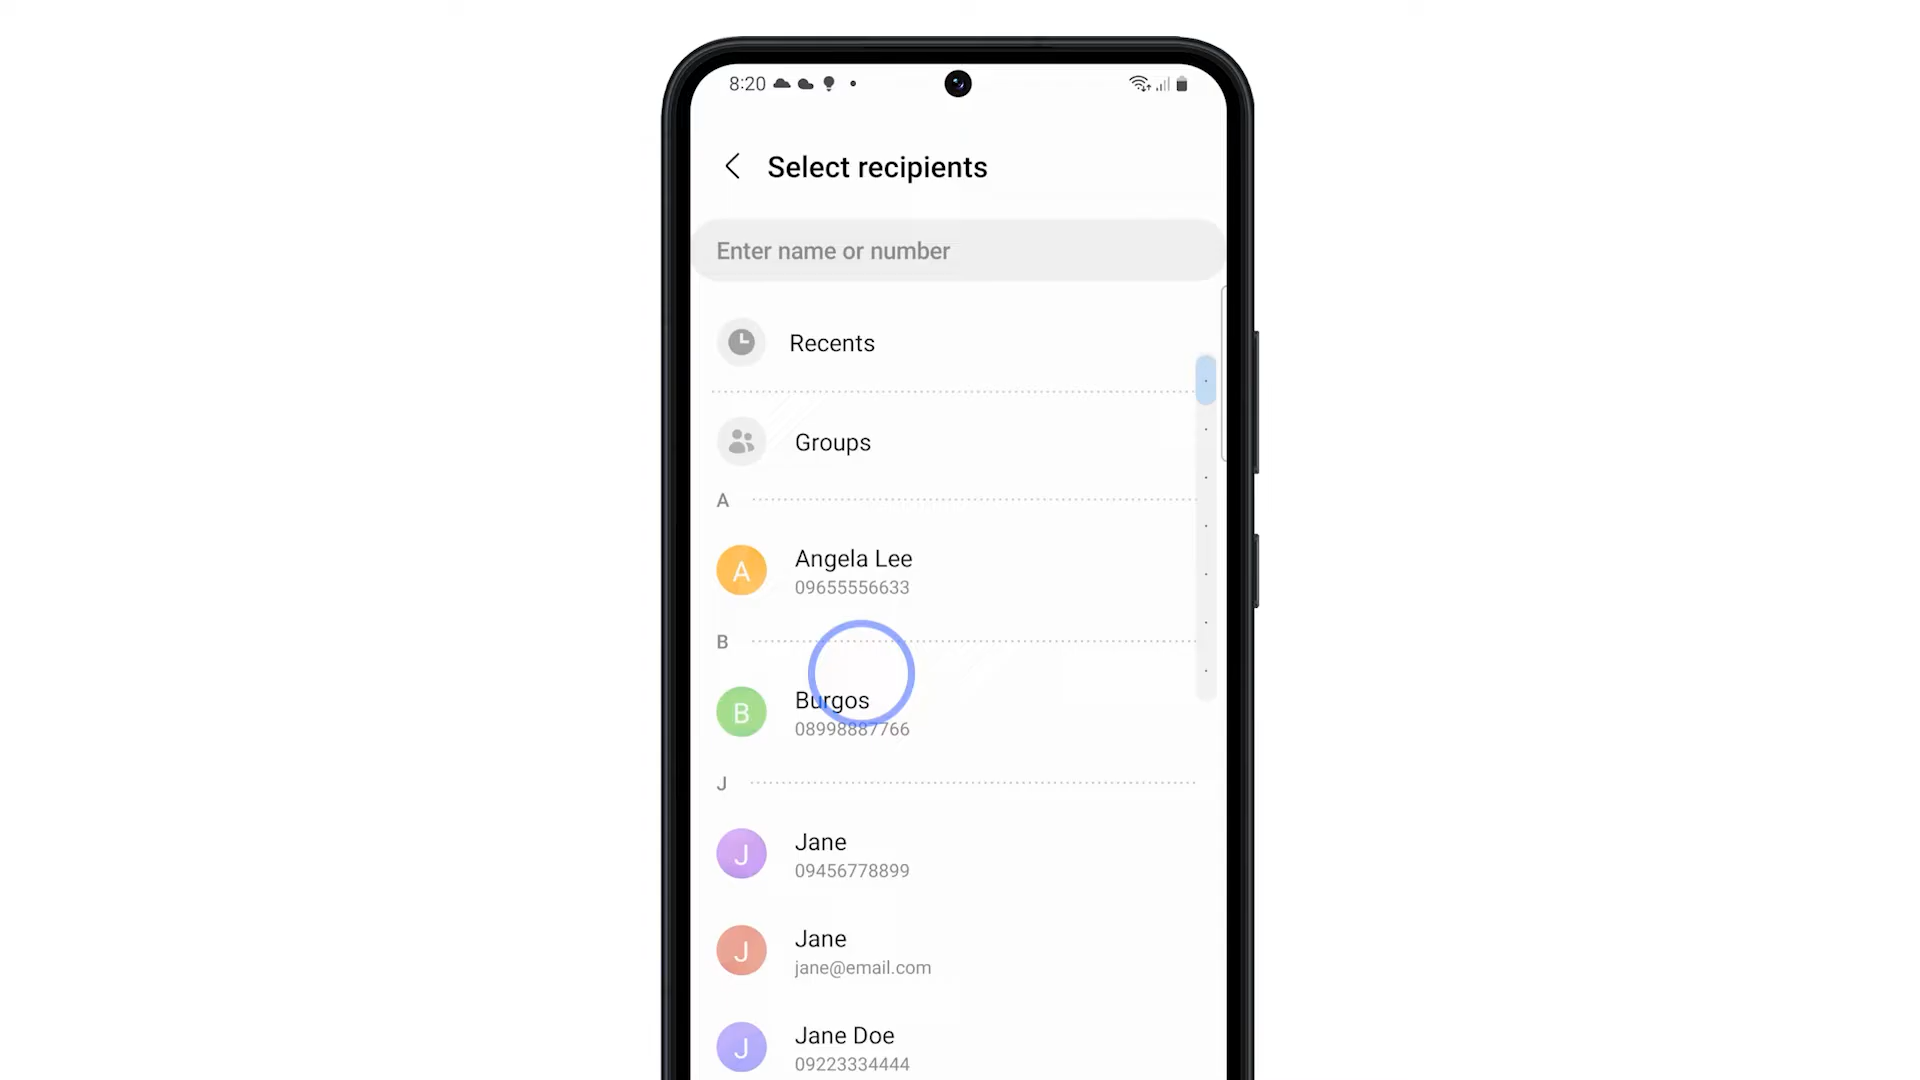 8:20
Select recipients
Enter name or number
Recents
Groups
A
A
Angela Lee
09655556633
B
B
Burgos
08998887766
J
J
Jane
09456778899
J
Jane
jane@email.com
J
Jane Doe
09223334444